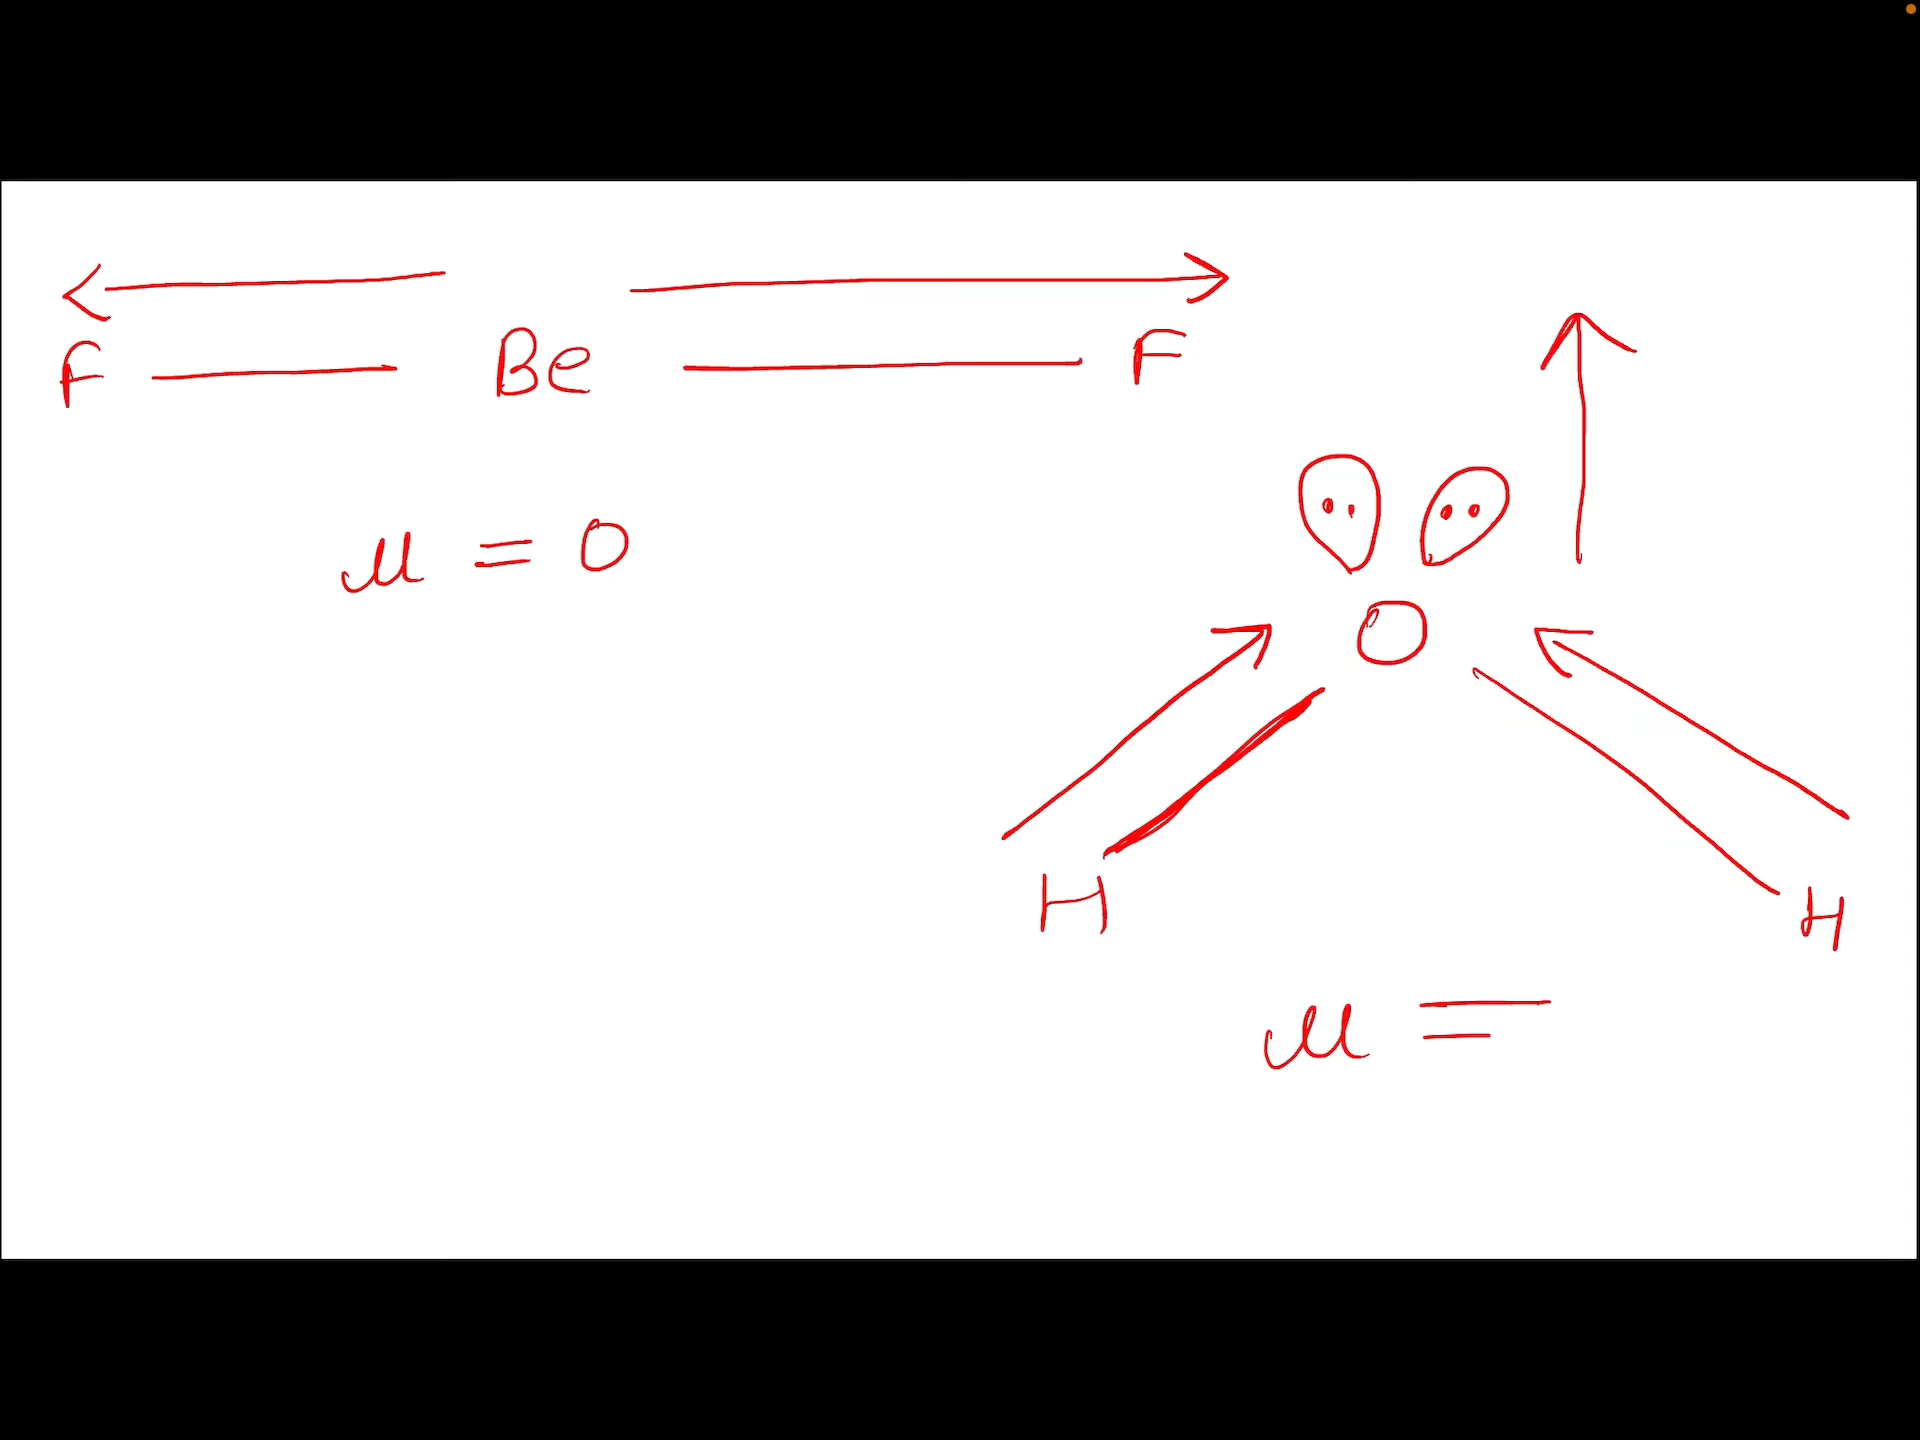 F — Be — F
μ = 0
O
H H
μ =